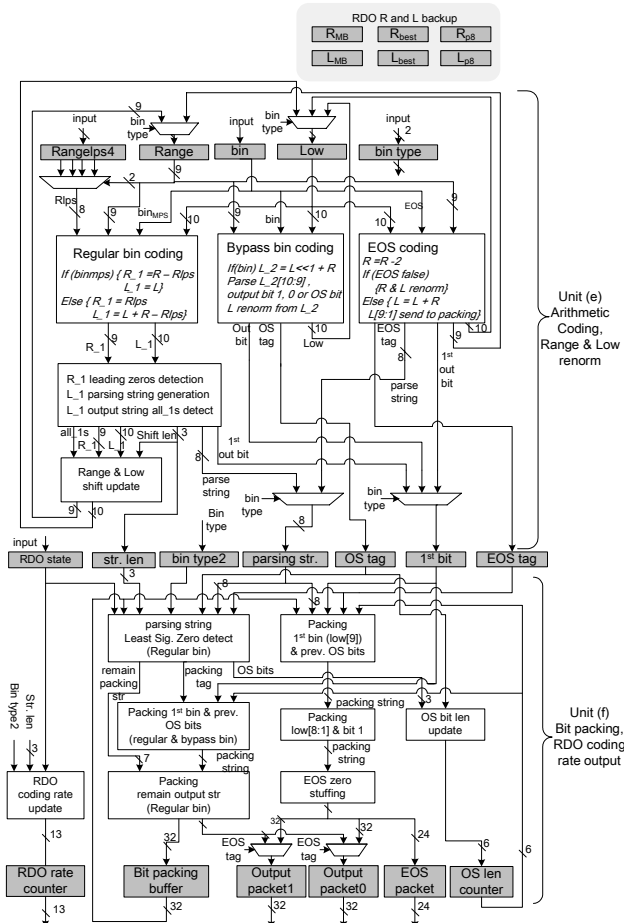 RDO R and L backup
R_MB R_best R_p8
L_MB L_best L_p8
input
9
bin type
input
bin type
input
2
RangeIps4
Range
bin
Low
bin type
2
9
Rlps
8
9
bin_MPS
10
9
bin
10
10
EOS
9
Regular bin coding
If (binmps) { R_1 =R – Rlps
L_1 = L}
Else { R_1 = Rlps
L_1 = L + R – Rlps}
Bypass bin coding
If(bin) L_2 = L<<1 + R
Parse L_2[10:9] ,
output bit 1, 0 or OS bit
L renorm from L_2
EOS coding
R =R -2
If (EOS false)
{R & L renorm}
Else { L = L + R
L[9:1] send to packing}
Unit (e)
Arithmetic
Coding,
Range & Low
renorm
9
R_1
10
L_1
Out bit
OS tag
10
Low
EOS tag
8
parse string
1st out bit
9
10
R_1 leading zeros detection
L_1 parsing string generation
L_1 output string all_1s detect
all_1s
9
R_1
10
L_1
Shift len
3
8
parse string
1st out bit
Range & Low
shift update
9
10
bin type
bin type
Bin type2
8
input
RDO state
str. len
bin type2
parsing str.
OS tag
1st bit
EOS tag
3
8
8
parsing string
Least Sig. Zero detect
(Regular bin)
Packing
1st bin (low[9])
& prev. OS bits
remain packing str
packing tag
OS bits
packing string
3
Bin type2
Str. len
3
Packing 1st bin & prev.
OS bits
(regular & bypass bin)
Packing
low[8:1] & bit 1
OS bit len
update
Unit (f)
Bit packing,
RDO coding
rate output
7
packing string
packing string
RDO
coding rate
update
Packing
remain output str
(Regular bin)
EOS zero
stuffing
13
32
32
32
24
6
6
EOS tag
EOS tag
RDO rate
counter
Bit packing
buffer
Output
packet1
Output
packet0
EOS
packet
OS len
counter
13
32
32
32
24